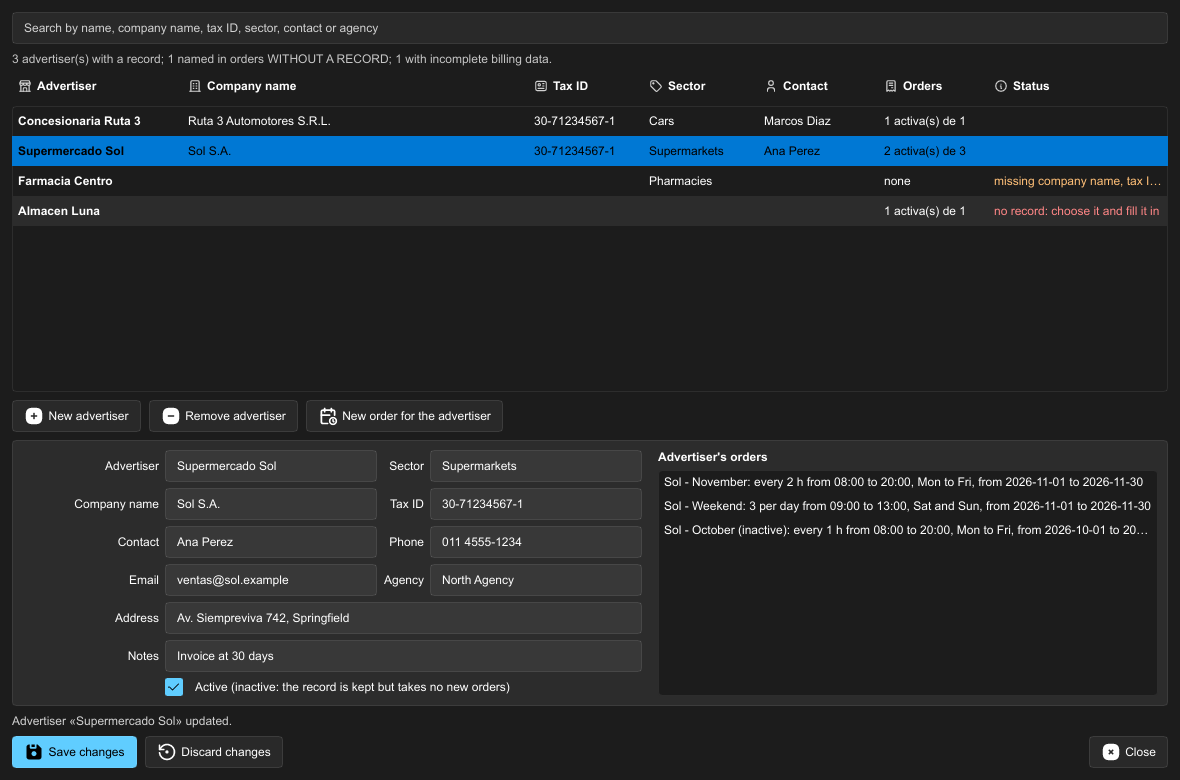 Search by name, company name, tax ID, sector, contact or agency
3 advertiser(s) with a record; 1 named in orders WITHOUT A RECORD; 1 with incomplete billing data.
Advertiser Company name Tax ID Sector Contact Orders Status
Concesionaria Ruta 3 Ruta 3 Automotores S.R.L. 30-71234567-1 Cars Marcos Diaz 1 activa(s) de 1
Supermercado Sol Sol S.A. 30-71234567-1 Supermarkets Ana Perez 2 activa(s) de 3
Farmacia Centro Pharmacies none missing company name, tax I…
Almacen Luna 1 activa(s) de 1 no record: choose it and fill it in
New advertiser Remove advertiser New order for the advertiser
Advertiser Supermercado Sol Sector Supermarkets
Company name Sol S.A. Tax ID 30-71234567-1
Contact Ana Perez Phone 011 4555-1234
Email ventas@sol.example Agency North Agency
Address Av. Siempreviva 742, Springfield
Notes Invoice at 30 days
Active (inactive: the record is kept but takes no new orders)
Advertiser's orders
Sol - November: every 2 h from 08:00 to 20:00, Mon to Fri, from 2026-11-01 to 2026-11-30
Sol - Weekend: 3 per day from 09:00 to 13:00, Sat and Sun, from 2026-11-01 to 2026-11-30
Sol - October (inactive): every 1 h from 08:00 to 20:00, Mon to Fri, from 2026-10-01 to 20…
Advertiser «Supermercado Sol» updated.
Save changes Discard changes Close